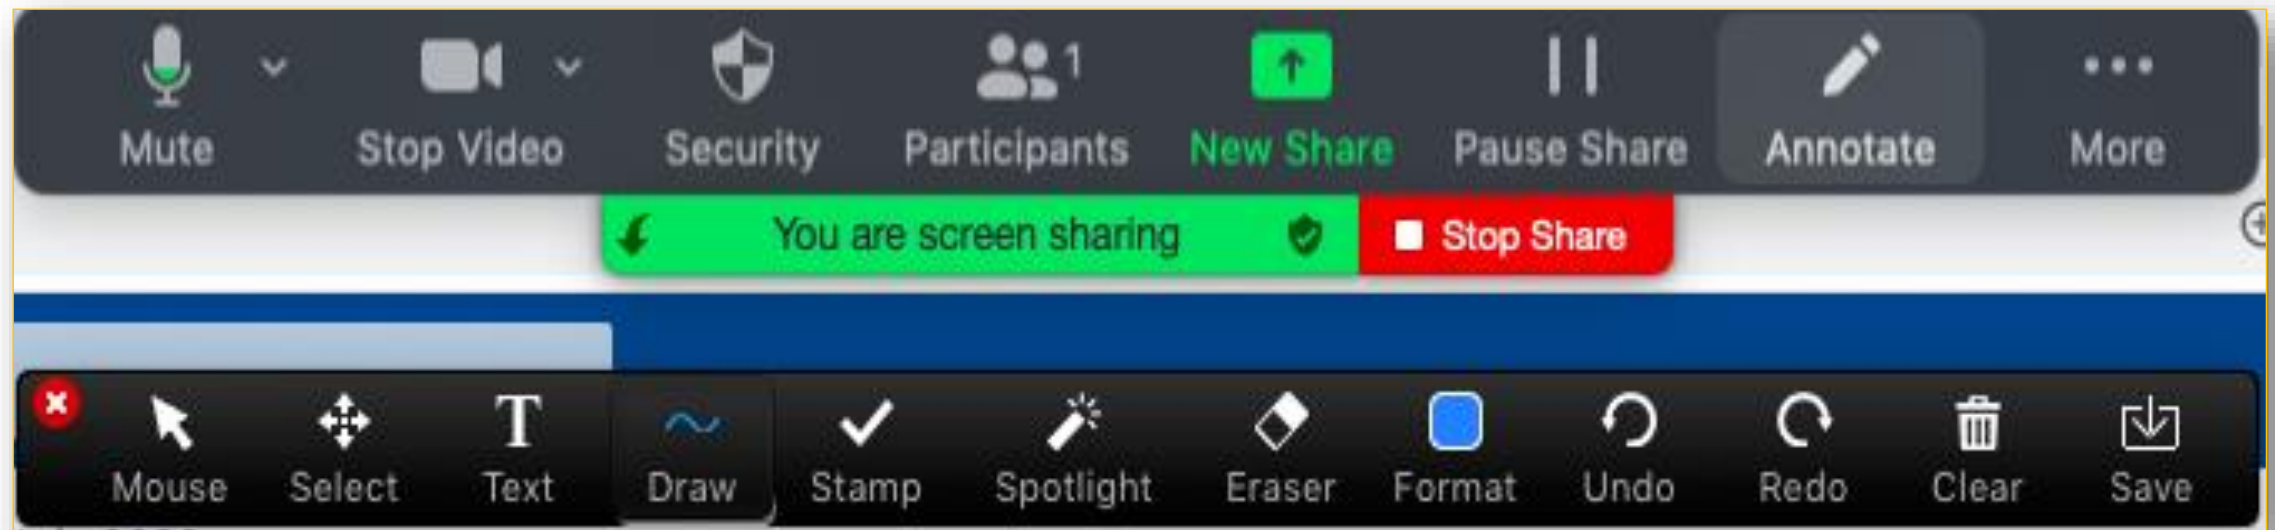 1
Mute Stop Video Security Participants New Share Pause Share Annotate More
You are screen sharing Stop Share
T
Mouse Select Text Draw Stamp Spotlight Eraser Format Undo Redo Clear Save